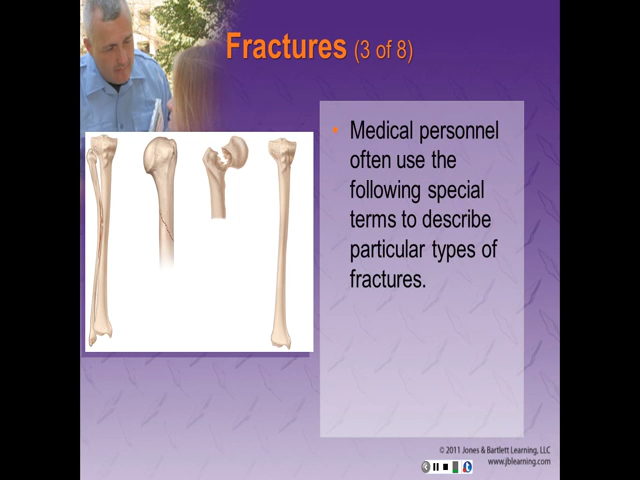 Fractures (3 of 8)
• Medical personnel
often use the
following special
terms to describe
particular types of
fractures.
© 2011 Jones & Bartlett Learning, LLC
www.jblearning.com